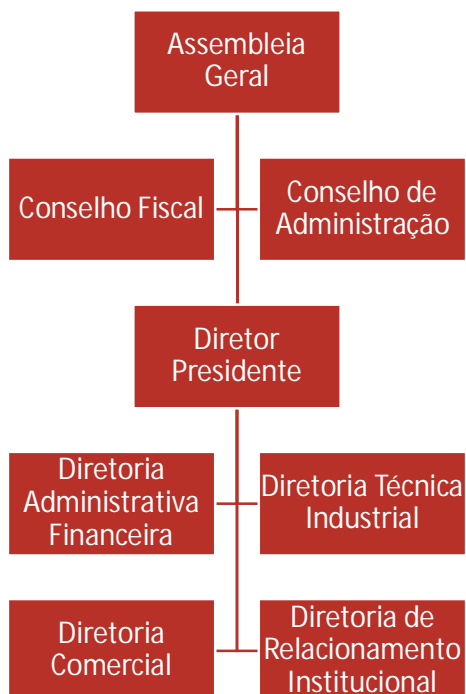 Assembleia
Geral
Conselho Fiscal
Conselho de
Administração
Diretor
Presidente
Diretoria
Administrativa
Financeira
Diretoria Técnica
Industrial
Diretoria
Comercial
Diretoria de
Relacionamento
Institucional